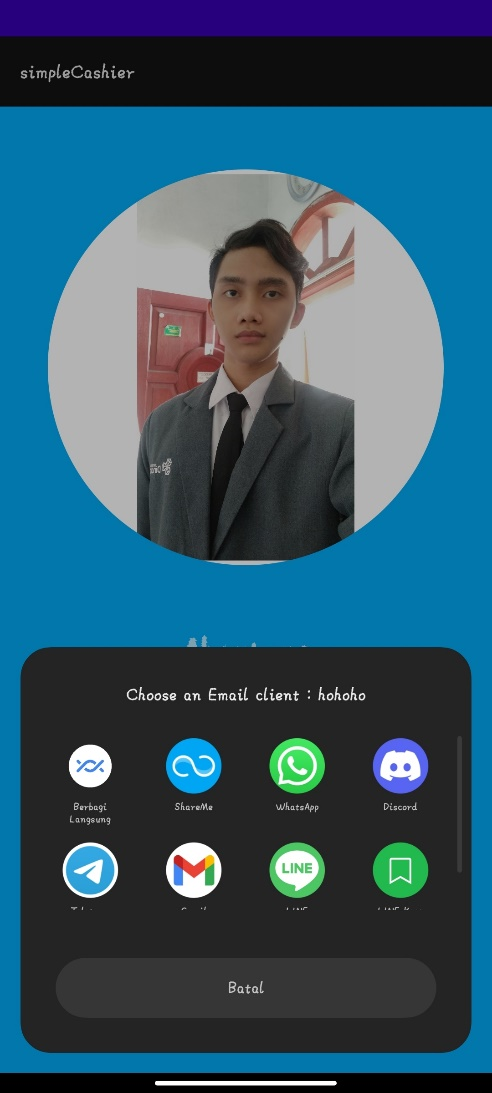 simpleCashier
Choose an Email client : hohoho
Berbagi
Langsung
ShareMe
WhatsApp
Discord
LINE
Batal